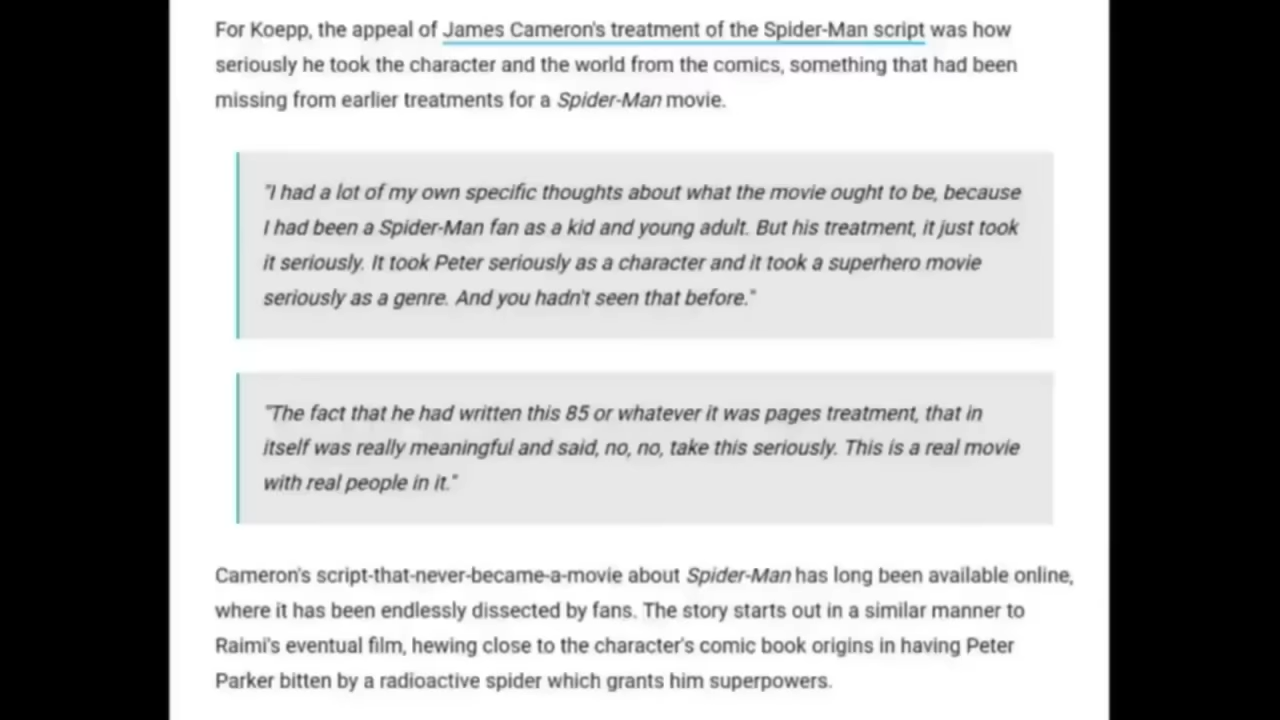 For Koepp, the appeal of James Cameron's treatment of the Spider-Man script was how
seriously he took the character and the world from the comics, something that had been
missing from earlier treatments for a Spider-Man movie.
"I had a lot of my own specific thoughts about what the movie ought to be, because
I had been a Spider-Man fan as a kid and young adult. But his treatment, it just took
it seriously. It took Peter seriously as a character and it took a superhero movie
seriously as a genre. And you hadn't seen that before."
"The fact that he had written this 85 or whatever it was pages treatment, that in
itself was really meaningful and said, no, no, take this seriously. This is a real movie
with real people in it."
Cameron's script-that-never-became-a-movie about Spider-Man has long been available online,
where it has been endlessly dissected by fans. The story starts out in a similar manner to
Raimi's eventual film, hewing close to the character's comic book origins in having Peter
Parker bitten by a radioactive spider which grants him superpowers.